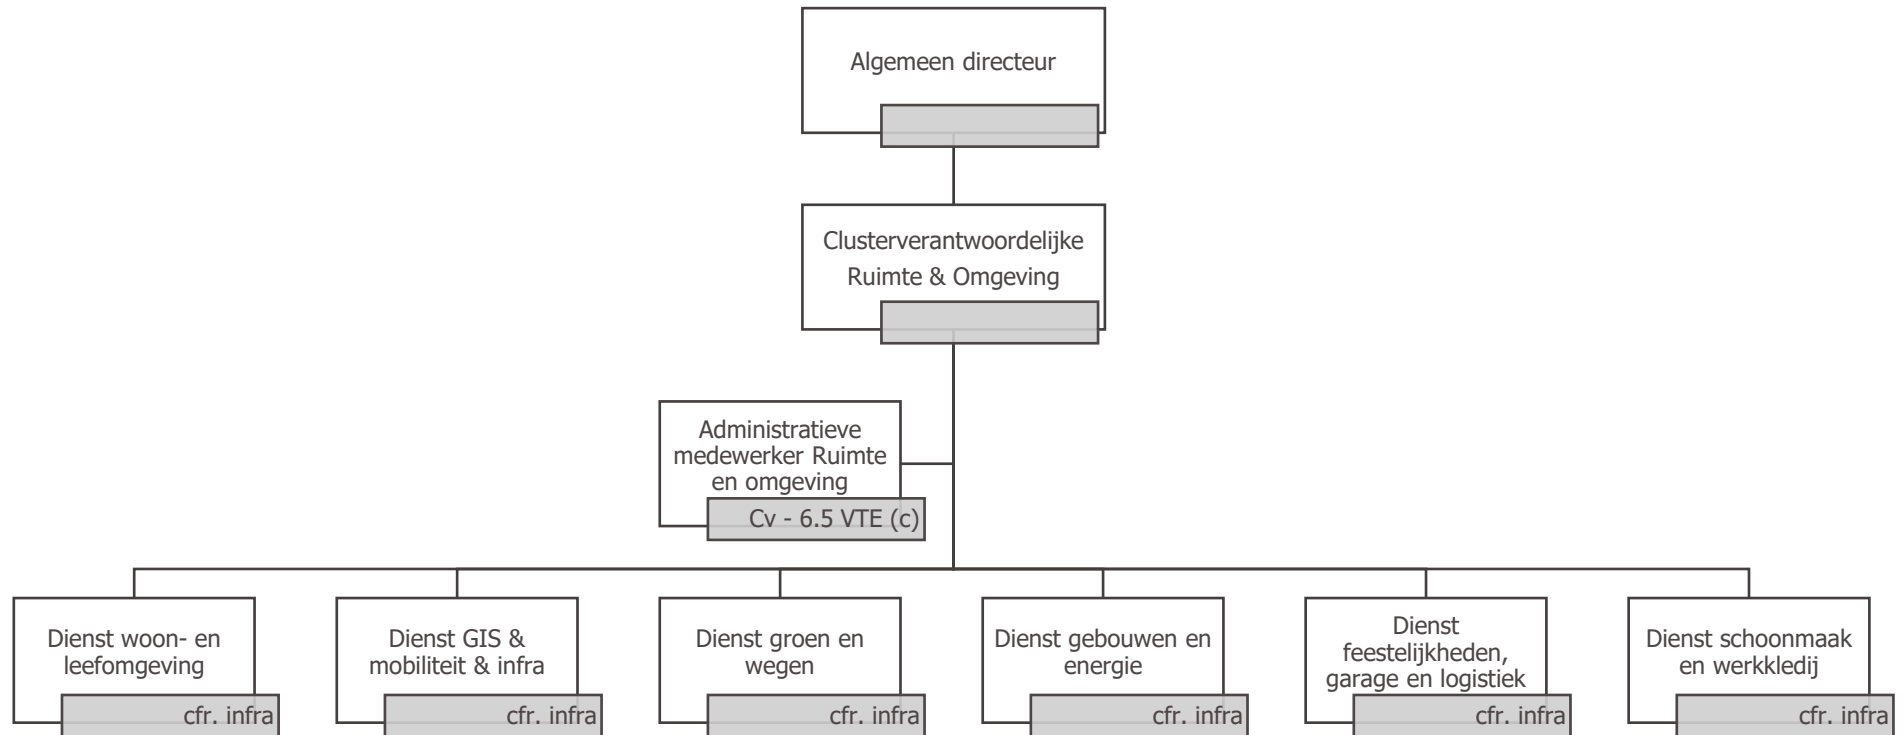 Algemeen directeur
Clusterverantwoordelijke
Ruimte & Omgeving
Administratieve
medewerker Ruimte
en omgeving
Cv - 6.5 VTE (c)
Dienst woon- en
leefomgeving
cfr. infra
Dienst GIS &
mobiliteit & infra
cfr. infra
Dienst groen en
wegen
cfr. infra
Dienst gebouwen en
energie
cfr. infra
Dienst
feestelijkheden,
garage en logistiek
cfr. infra
Dienst schoonmaak
en werkkledij
cfr. infra